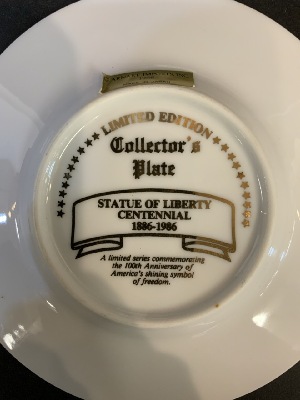 LIMITED EDITION
Collector's
Plate
STATUE OF LIBERTY
CENTENNIAL
1886-1986
A limited series commemorating
the 100th Anniversary of
America's shining symbol
of freedom.